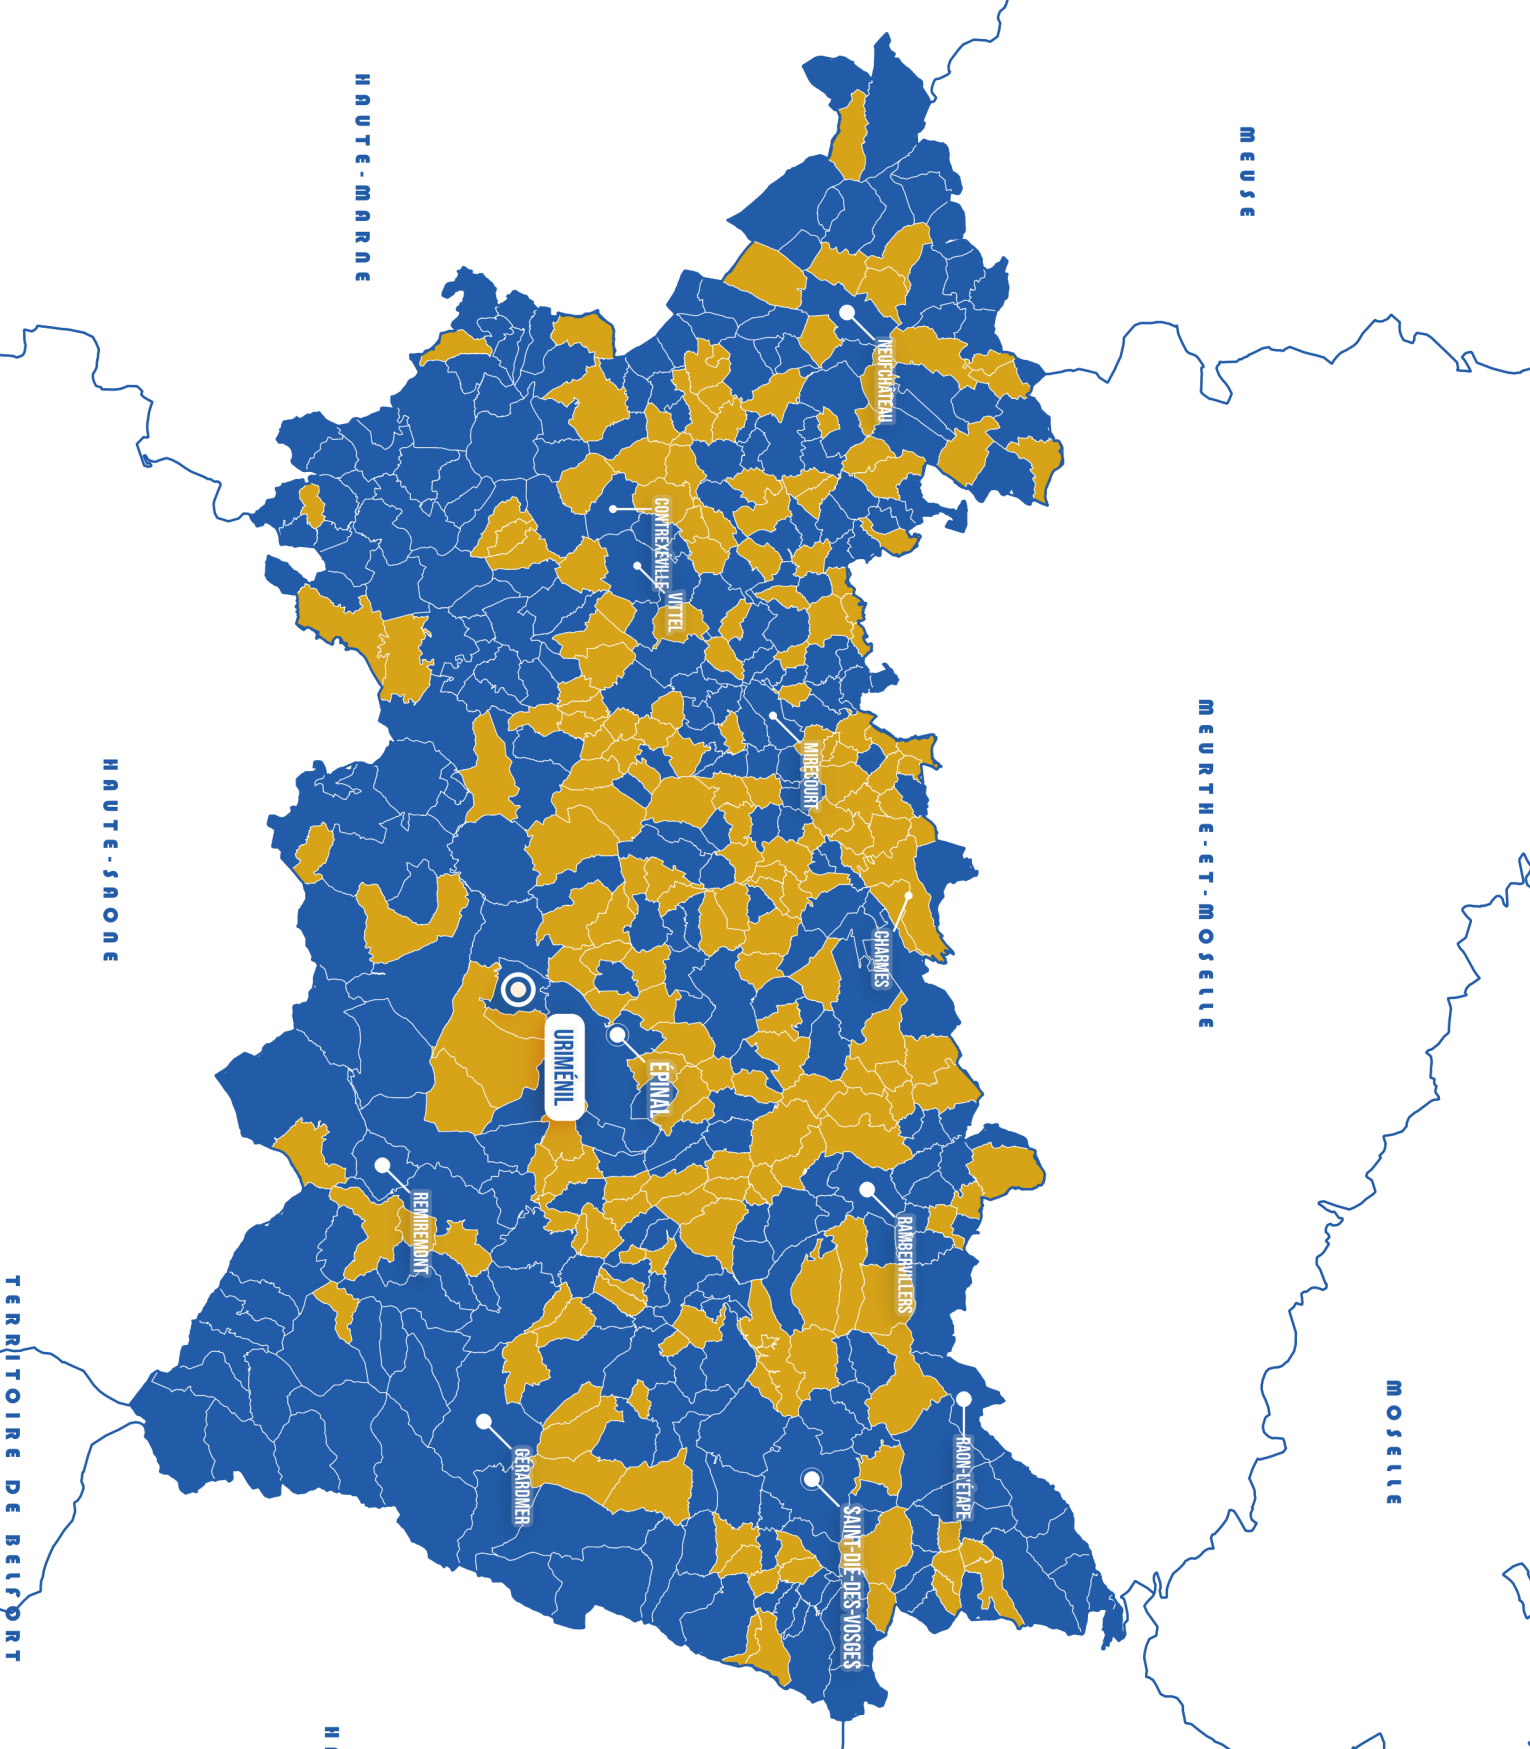 MEUSE
MEURTHE-ET-MOSELLE
MOSELLE
HAUTE-MARNE
HAUTE-SAONE
TERRITOIRE DE BELFORT
NEUFCHÂTEAU
CONTREXÉVILLE
VITTEL
MIRECOURT
CHARMES
ÉPINAL
URIMÉNIL
REMIREMONT
RAMBERVILLERS
RAON-L'ÉTAPE
GÉRARDMER
SAINT-DIÉ-DES-VOSGES